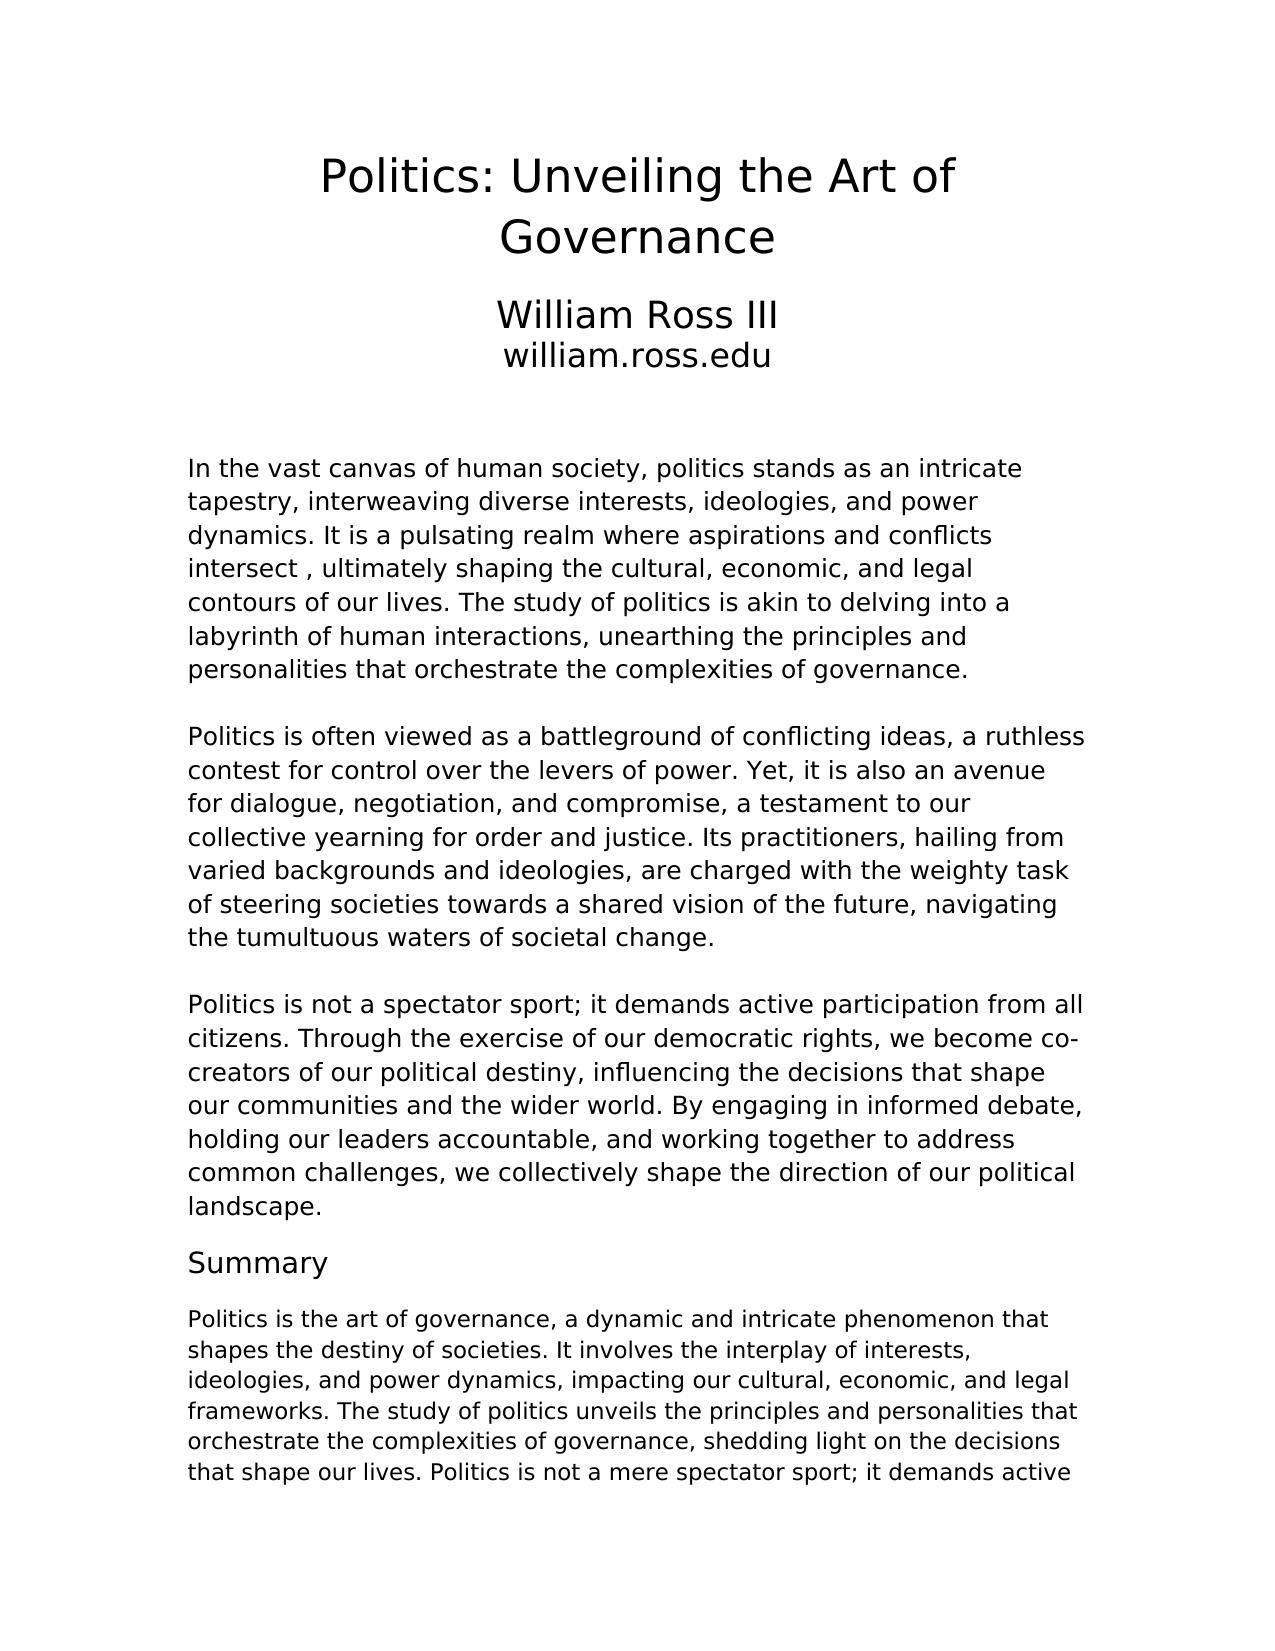 Politics: Unveiling the Art of
Governance
William Ross III
william.ross.edu
In the vast canvas of human society, politics stands as an intricate
tapestry, interweaving diverse interests, ideologies, and power
dynamics. It is a pulsating realm where aspirations and conflicts
intersect , ultimately shaping the cultural, economic, and legal
contours of our lives. The study of politics is akin to delving into a
labyrinth of human interactions, unearthing the principles and
personalities that orchestrate the complexities of governance.
Politics is often viewed as a battleground of conflicting ideas, a ruthless
contest for control over the levers of power. Yet, it is also an avenue
for dialogue, negotiation, and compromise, a testament to our
collective yearning for order and justice. Its practitioners, hailing from
varied backgrounds and ideologies, are charged with the weighty task
of steering societies towards a shared vision of the future, navigating
the tumultuous waters of societal change.
Politics is not a spectator sport; it demands active participation from all
citizens. Through the exercise of our democratic rights, we become co-
creators of our political destiny, influencing the decisions that shape
our communities and the wider world. By engaging in informed debate,
holding our leaders accountable, and working together to address
common challenges, we collectively shape the direction of our political
landscape.
Summary
Politics is the art of governance, a dynamic and intricate phenomenon that
shapes the destiny of societies. It involves the interplay of interests,
ideologies, and power dynamics, impacting our cultural, economic, and legal
frameworks. The study of politics unveils the principles and personalities that
orchestrate the complexities of governance, shedding light on the decisions
that shape our lives. Politics is not a mere spectator sport; it demands active